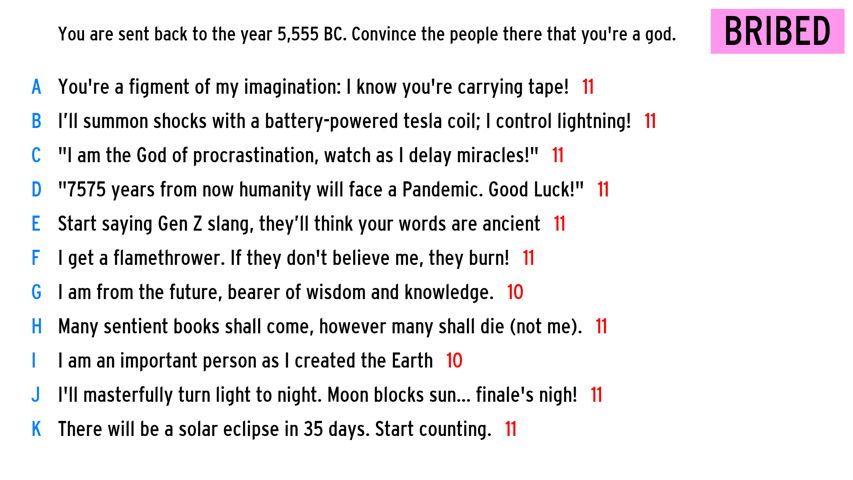 You are sent back to the year 5,555 BC. Convince the people there that you're a god.
BRIBED
A You're a figment of my imagination: I know you're carrying tape! 11
B I’ll summon shocks with a battery-powered tesla coil; I control lightning! 11
C "I am the God of procrastination, watch as I delay miracles!" 11
D "7575 years from now humanity will face a Pandemic. Good Luck!" 11
E Start saying Gen Z slang, they’ll think your words are ancient 11
F I get a flamethrower. If they don't believe me, they burn! 11
G I am from the future, bearer of wisdom and knowledge. 10
H Many sentient books shall come, however many shall die (not me). 11
I I am an important person as I created the Earth 10
J I'll masterfully turn light to night. Moon blocks sun... finale's nigh! 11
K There will be a solar eclipse in 35 days. Start counting. 11